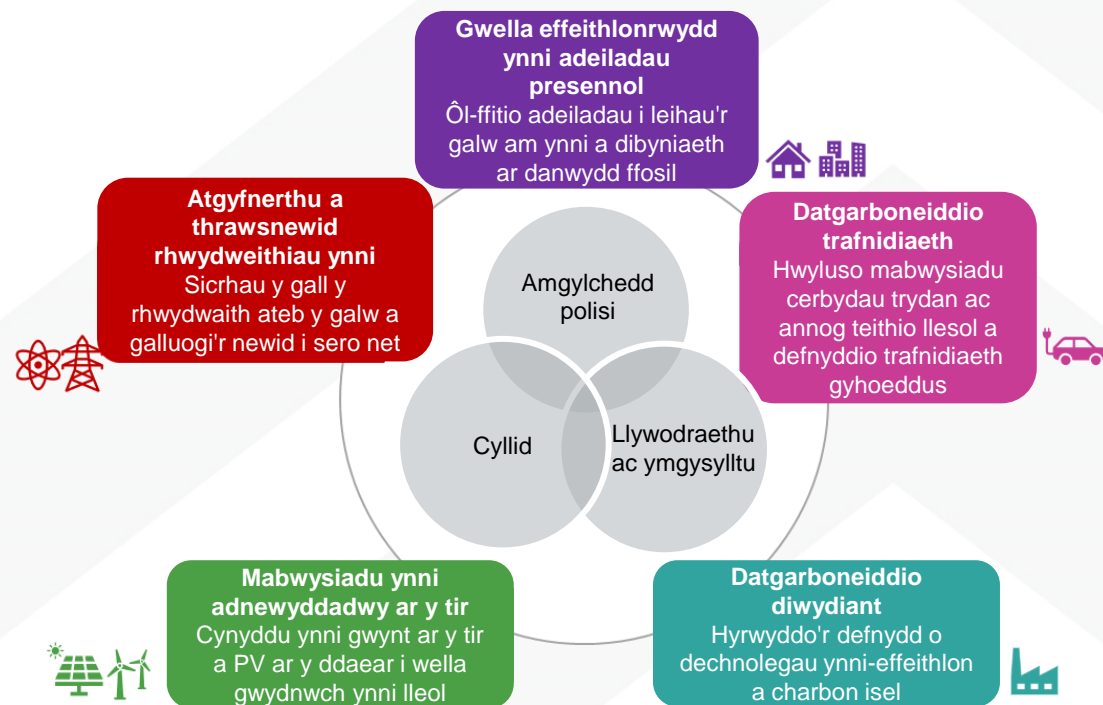 Gwella effeithlonrwydd
ynni adeiladau
presennol
Ôl-ffitio adeiladau i leihau'r
galw am ynni a dibyniaeth
ar danwydd ffosil
Atgyfnerthu a
thrawsnewid
rhwydweithiau ynni
Sicrhau y gall y
rhwydwaith ateb y galw a
galluogi'r newid i sero net
Datgarboneiddio
trafnidiaeth
Hwyluso mabwysiadu
cerbydau trydan ac
annog teithio llesol a
defnyddio trafnidiaeth
gyhoeddus
Amgylchedd
polisi
Cyllid
Llywodraethu
ac ymgysylltu
Mabwysiadu ynni
adnewyddadwy ar y tir
Cynyddu ynni gwynt ar y tir
a PV ar y ddaear i wella
gwydnwch ynni lleol
Datgarboneiddio
diwydiant
Hyrwyddo'r defnydd o
dechnolegau ynni-effeithlon
a charbon isel